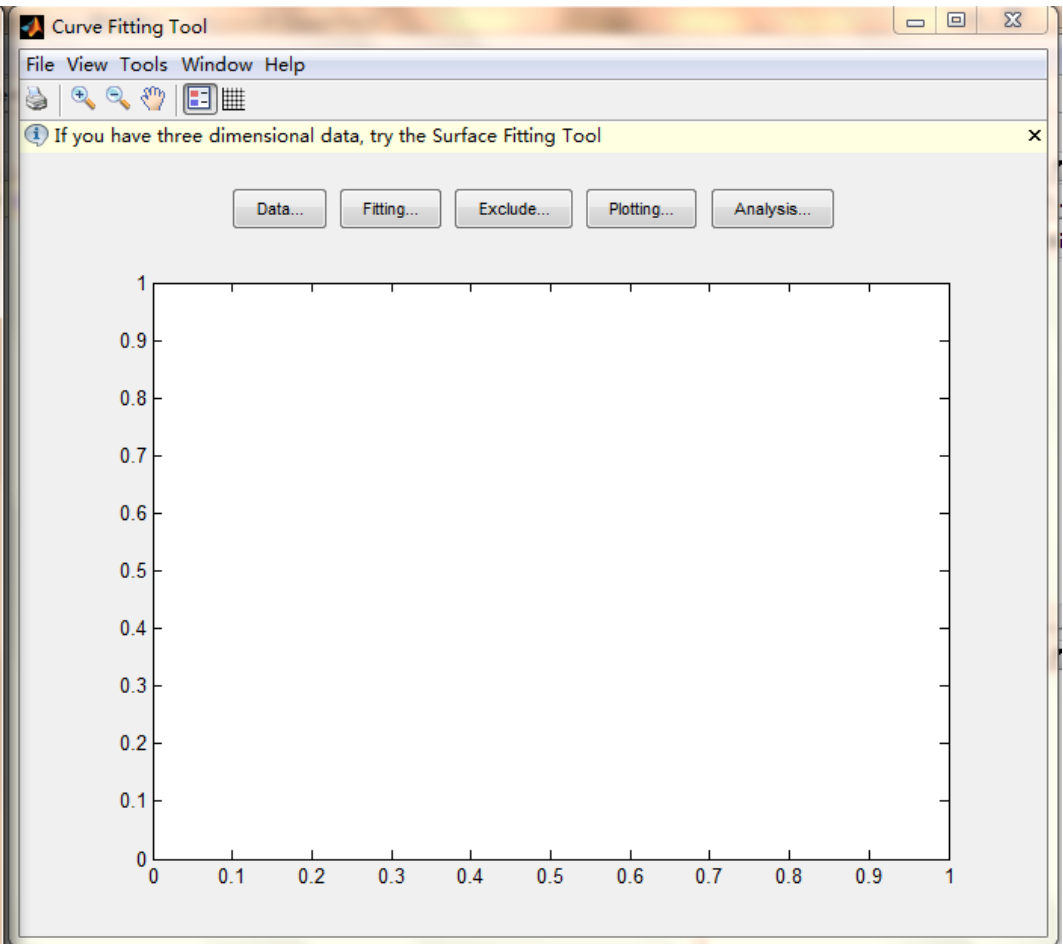 Curve Fitting Tool
File View Tools Window Help
If you have three dimensional data, try the Surface Fitting Tool
Data... Fitting... Exclude... Plotting... Analysis...
1
0.9
0.8
0.7
0.6
0.5
0.4
0.3
0.2
0.1
0
0 0.1 0.2 0.3 0.4 0.5 0.6 0.7 0.8 0.9 1